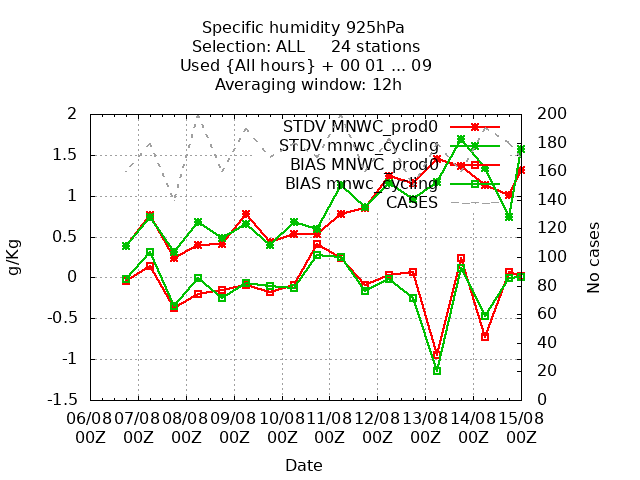 Specific humidity 925hPa
Selection: ALL 24 stations
Used {All hours} + 00 01 ... 09
Averaging window: 12h
2
1.5
1
0.5
0
-0.5
-1
-1.5
g/Kg
200
180
160
140
120
100
80
60
40
20
0
No cases
STDV MNWC_prod0
STDV mnwc_cycling
BIAS MNWC_prod0
BIAS mnwc_cycling
CASES
06/08 07/08 08/08 09/08 10/08 11/08 12/08 13/08 14/08 15/08
00Z 00Z 00Z 00Z 00Z 00Z 00Z 00Z 00Z 00Z
Date